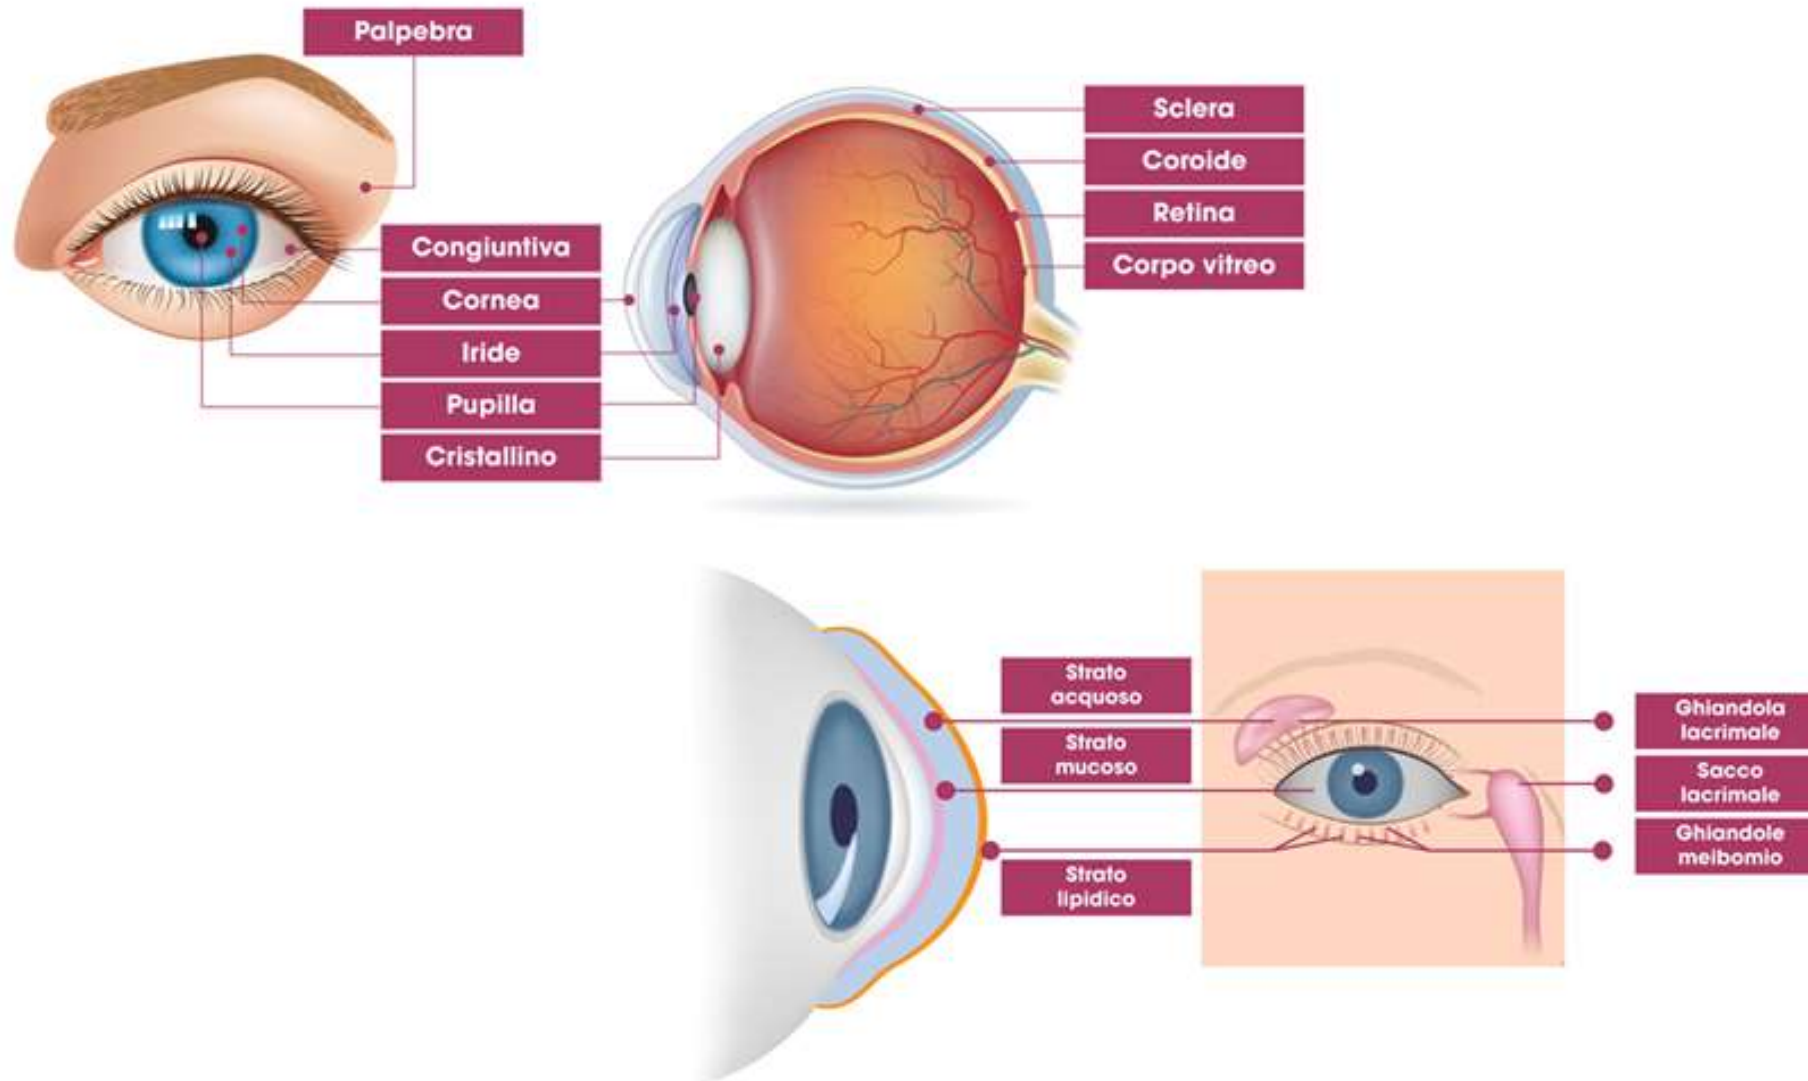 Palpebra
Sclera
Coroide
Retina
Corpo vitreo
Congiuntiva
Cornea
Iride
Pupilla
Cristallino
Strato
acquoso
Strato
mucoso
Strato
lipidico
Ghiandola
lacrimale
Sacco
lacrimale
Ghiandole
meibomio